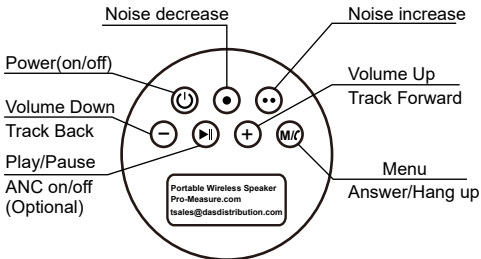 Noise decrease
Noise increase
Power(on/off)
Volume Up
Track Forward
Volume Down
Track Back
Play/Pause
ANC on/off
(Optional)
M/C
Menu
Answer/Hang up
Portable Wireless Speaker
Pro-Measure.com
tsales@dasdistribution.com